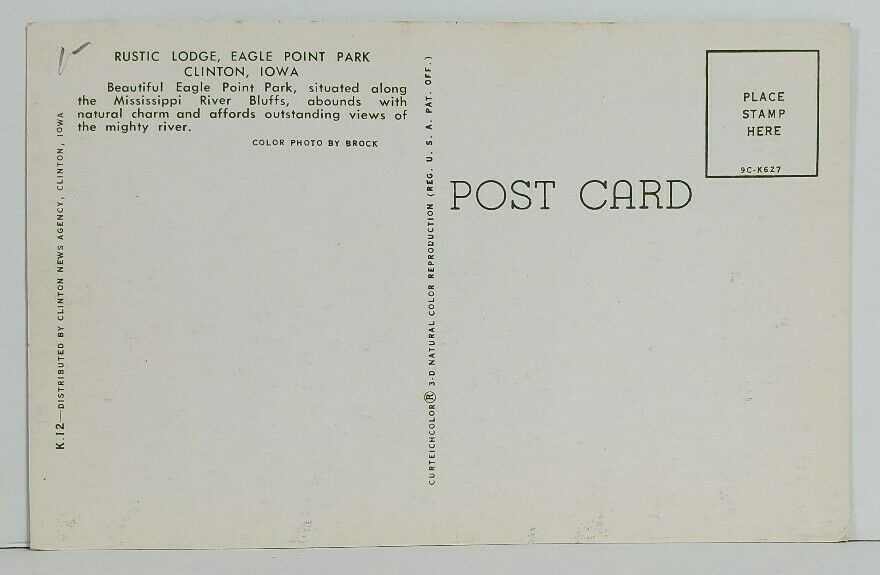 RUSTIC LODGE, EAGLE POINT PARK
CLINTON, IOWA
Beautiful Eagle Point Park, situated along
the Mississippi River Bluffs, abounds with
natural charm and affords outstanding views of
the mighty river.
COLOR PHOTO BY BROCK
K.12—DISTRIBUTED BY CLINTON NEWS AGENCY, CLINTON, IOWA
CURTEICHCOLOR® 3-D NATURAL COLOR REPRODUCTION (REG. U. S. A. PAT. OFF.)
POST CARD
PLACE
STAMP
HERE
9C-K627